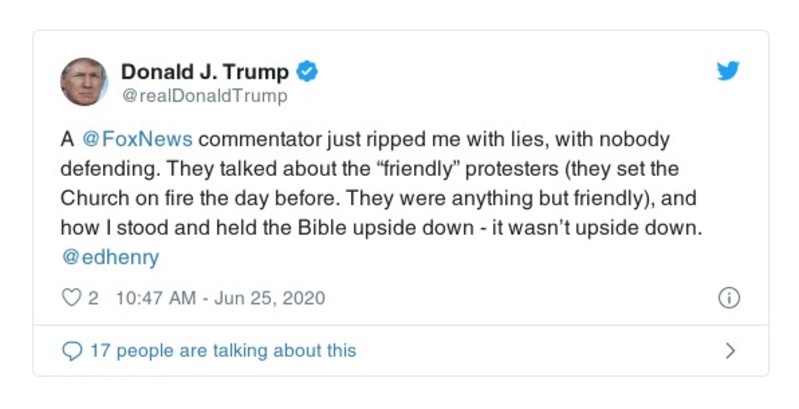 Donald J. Trump
@realDonaldTrump
A @FoxNews commentator just ripped me with lies, with nobody
defending. They talked about the “friendly” protesters (they set the
Church on fire the day before. They were anything but friendly), and
how I stood and held the Bible upside down - it wasn’t upside down.
@edhenry
2 10:47 AM - Jun 25, 2020
17 people are talking about this